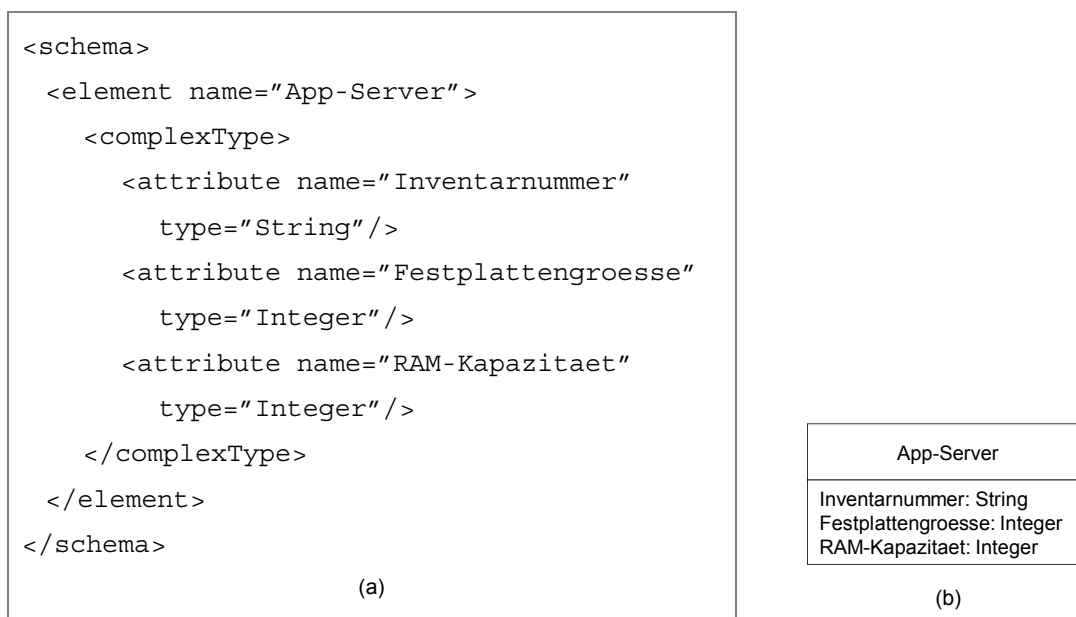 <schema>
<element name="App-Server">
<complexType>
<attribute name="Inventarnummer"
type="String"/>
<attribute name="Festplattengroesse"
type="Integer"/>
<attribute name="RAM-Kapazitaet"
type="Integer"/>
</complexType>
</element>
</schema>
(a)
App-Server
Inventarnummer: String
Festplattengroesse: Integer
RAM-Kapazitaet: Integer
(b)